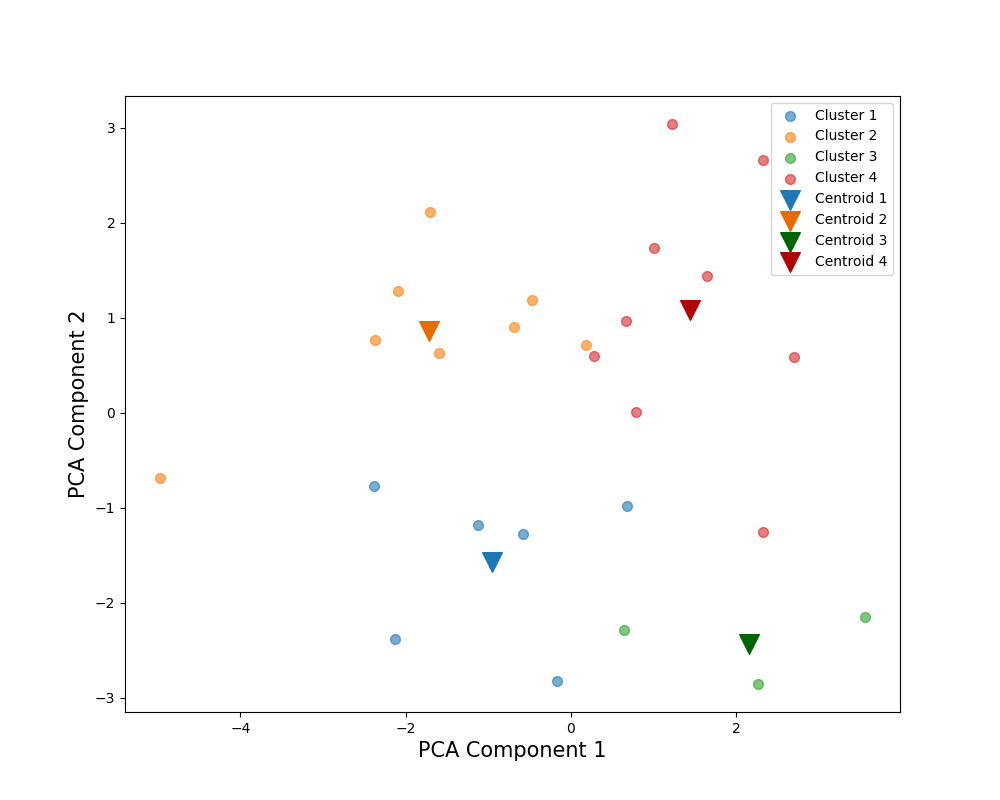 3
2
1
0
−1
−2
−3
−4
−2
0
2
PCA Component 1
PCA Component 2
Cluster 1
Cluster 2
Cluster 3
Cluster 4
Centroid 1
Centroid 2
Centroid 3
Centroid 4